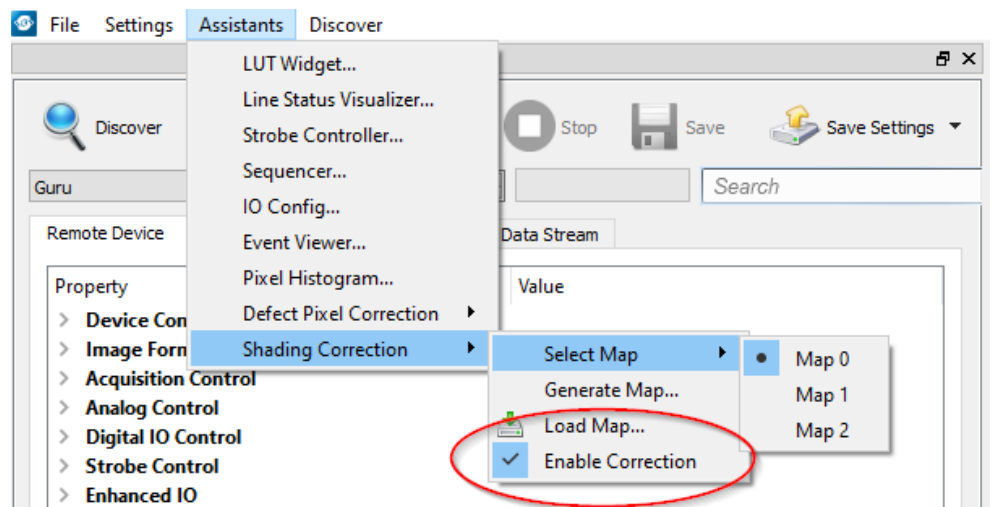 File Settings Assistants Discover
LUT Widget...
Line Status Visualizer...
Strobe Controller...
Sequencer...
IO Config...
Event Viewer...
Pixel Histogram...
Defect Pixel Correction
Shading Correction
Select Map
Generate Map...
Load Map...
Enable Correction
Map 0
Map 1
Map 2
Discover Stop Save Save Settings
Guru Search
Remote Device Data Stream
Property Value
Device Con
Image Form
Acquisition Control
Analog Control
Digital IO Control
Strobe Control
Enhanced IO